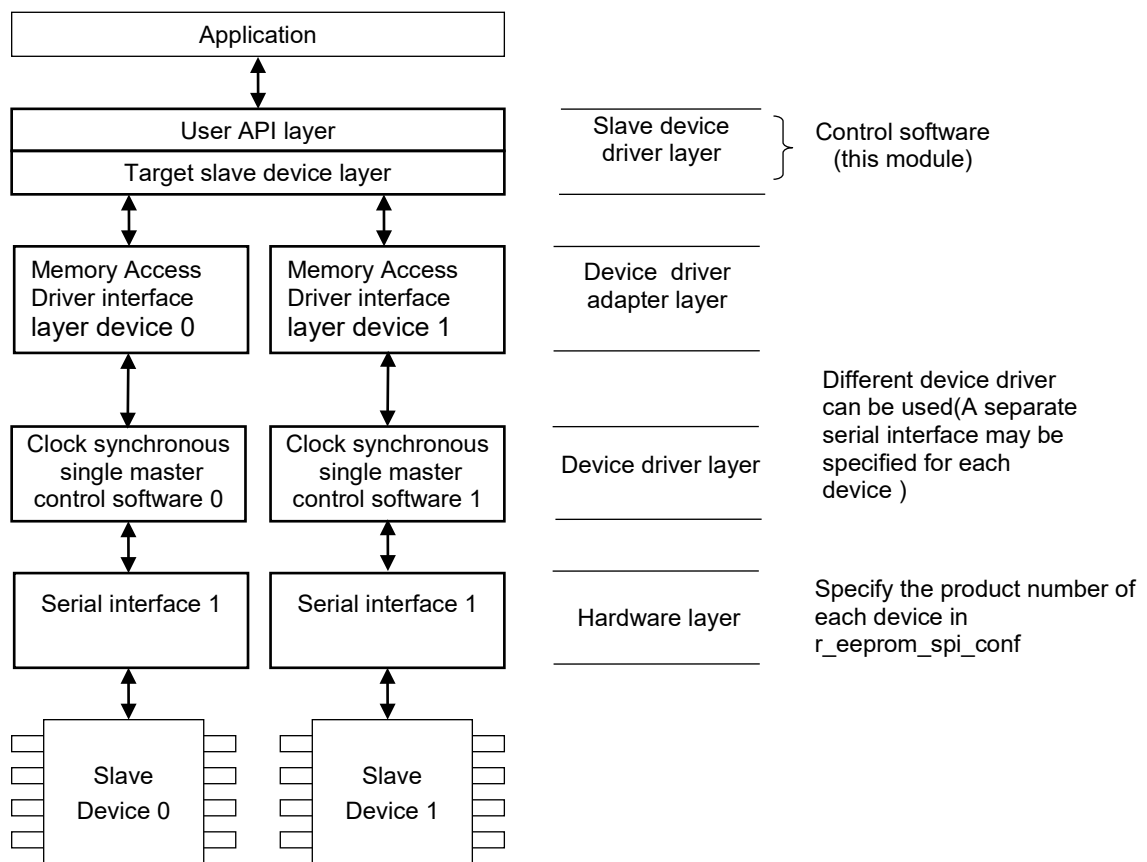 Application
User API layer
Target slave device layer
Slave device
driver layer
Control software
(this module)
Memory Access
Driver interface
layer device 0
Memory Access
Driver interface
layer device 1
Device driver
adapter layer
Different device driver
can be used(A separate
serial interface may be
specified for each
device )
Clock synchronous
single master
control software 0
Clock synchronous
single master
control software 1
Device driver layer
Serial interface 1
Serial interface 1
Hardware layer
Specify the product number of
each device in
r_eeprom_spi_conf
Slave
Device 0
Slave
Device 1